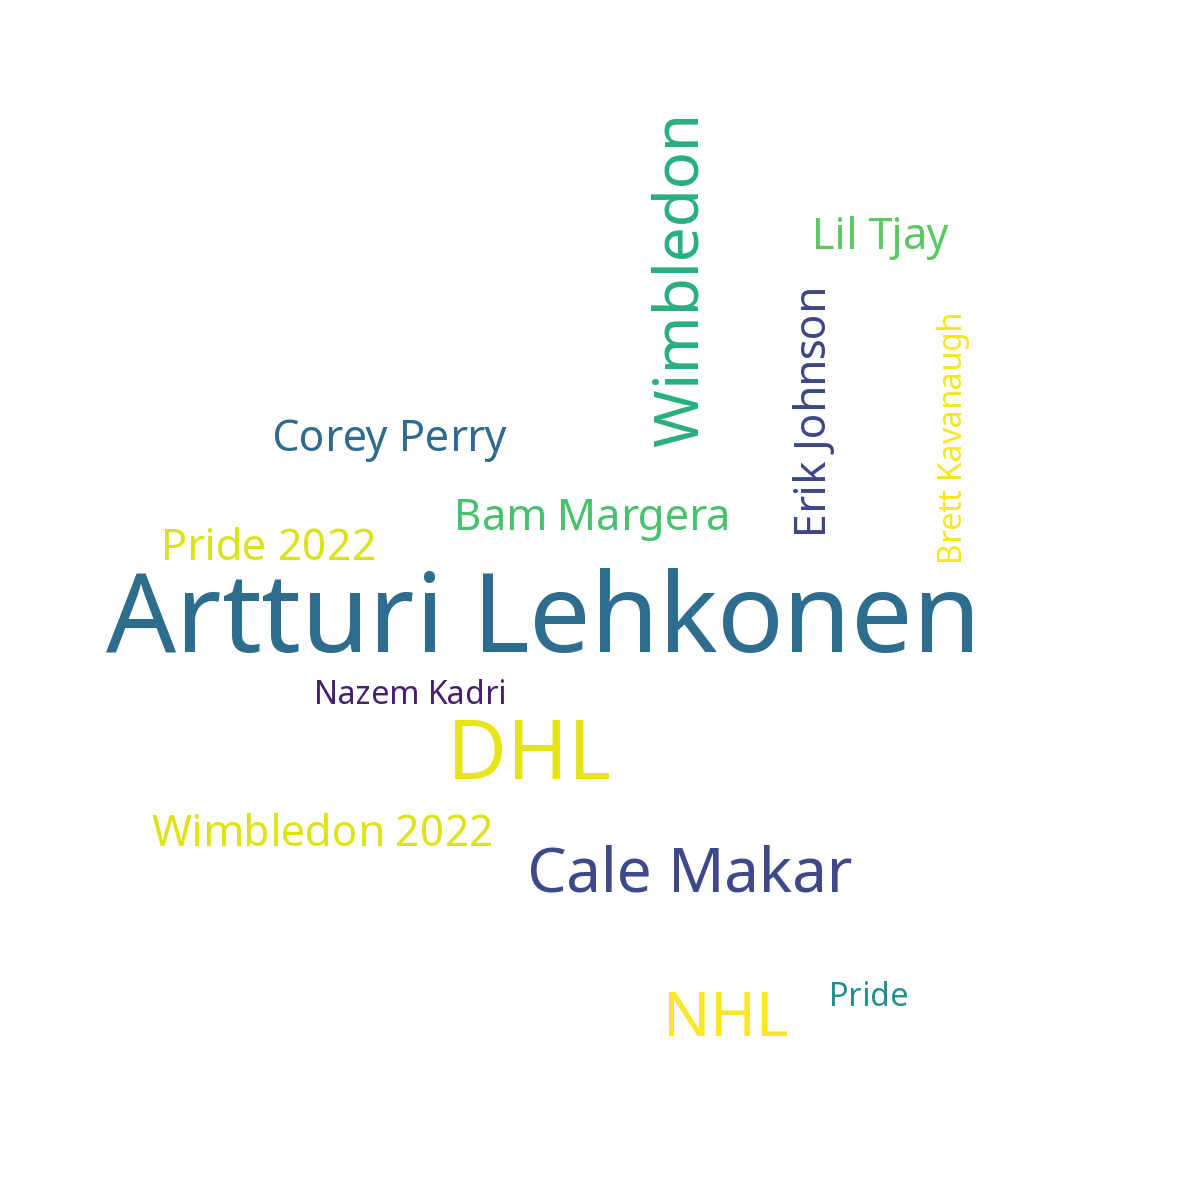 Wimbledon
Lil Tjay
Erik Johnson
Brett Kavanaugh
Corey Perry
Bam Margera
Pride 2022
Artturi Lehkonen
Nazem Kadri
DHL
Wimbledon 2022
Cale Makar
NHL
Pride